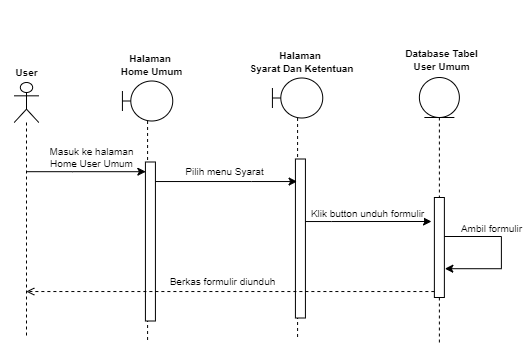 User
Halaman
Home Umum
Halaman
Syarat Dan Ketentuan
Database Tabel
User Umum
Masuk ke halaman
Home User Umum
Pilih menu Syarat
Klik button unduh formulir
Ambil formulir
Berkas formulir diunduh